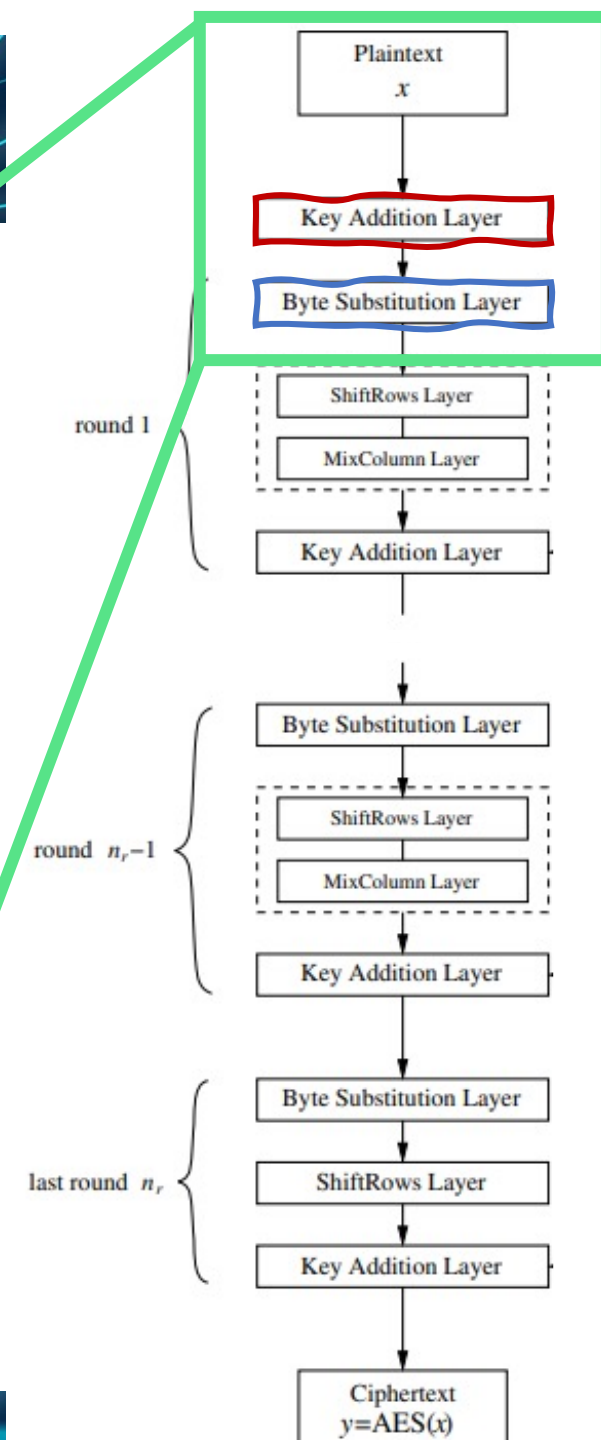 Plaintext
x
Key Addition Layer
Byte Substitution Layer
ShiftRows Layer
round 1
MixColumn Layer
Key Addition Layer
Byte Substitution Layer
ShiftRows Layer
round n_r−1
MixColumn Layer
Key Addition Layer
Byte Substitution Layer
last round n_r
ShiftRows Layer
Key Addition Layer
Ciphertext
y=AES(x)